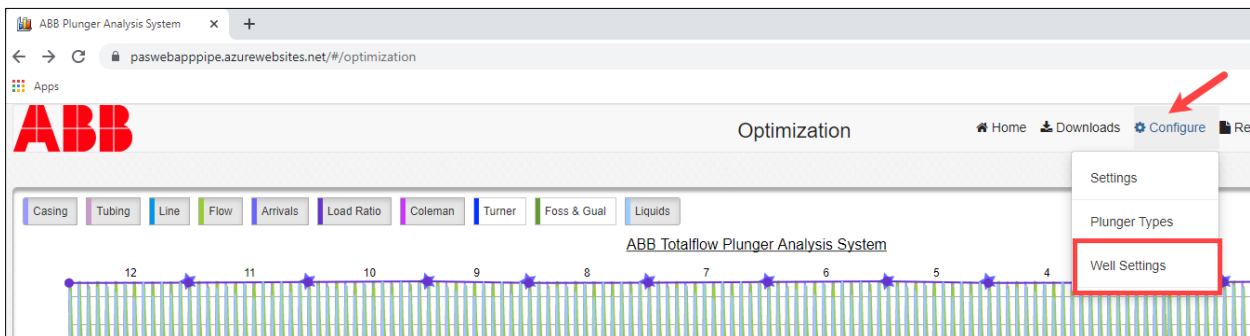 ABB Plunger Analysis System
paswebapppipe.azurewebsites.net/#/optimization
Apps
ABB
Optimization
Home Downloads Configure Re
Settings
Plunger Types
Well Settings
Casing Tubing Line Flow Arrivals Load Ratio Coleman Turner Foss & Gual Liquids
ABB Totalflow Plunger Analysis System
12 11 10 9 8 7 6 5 4